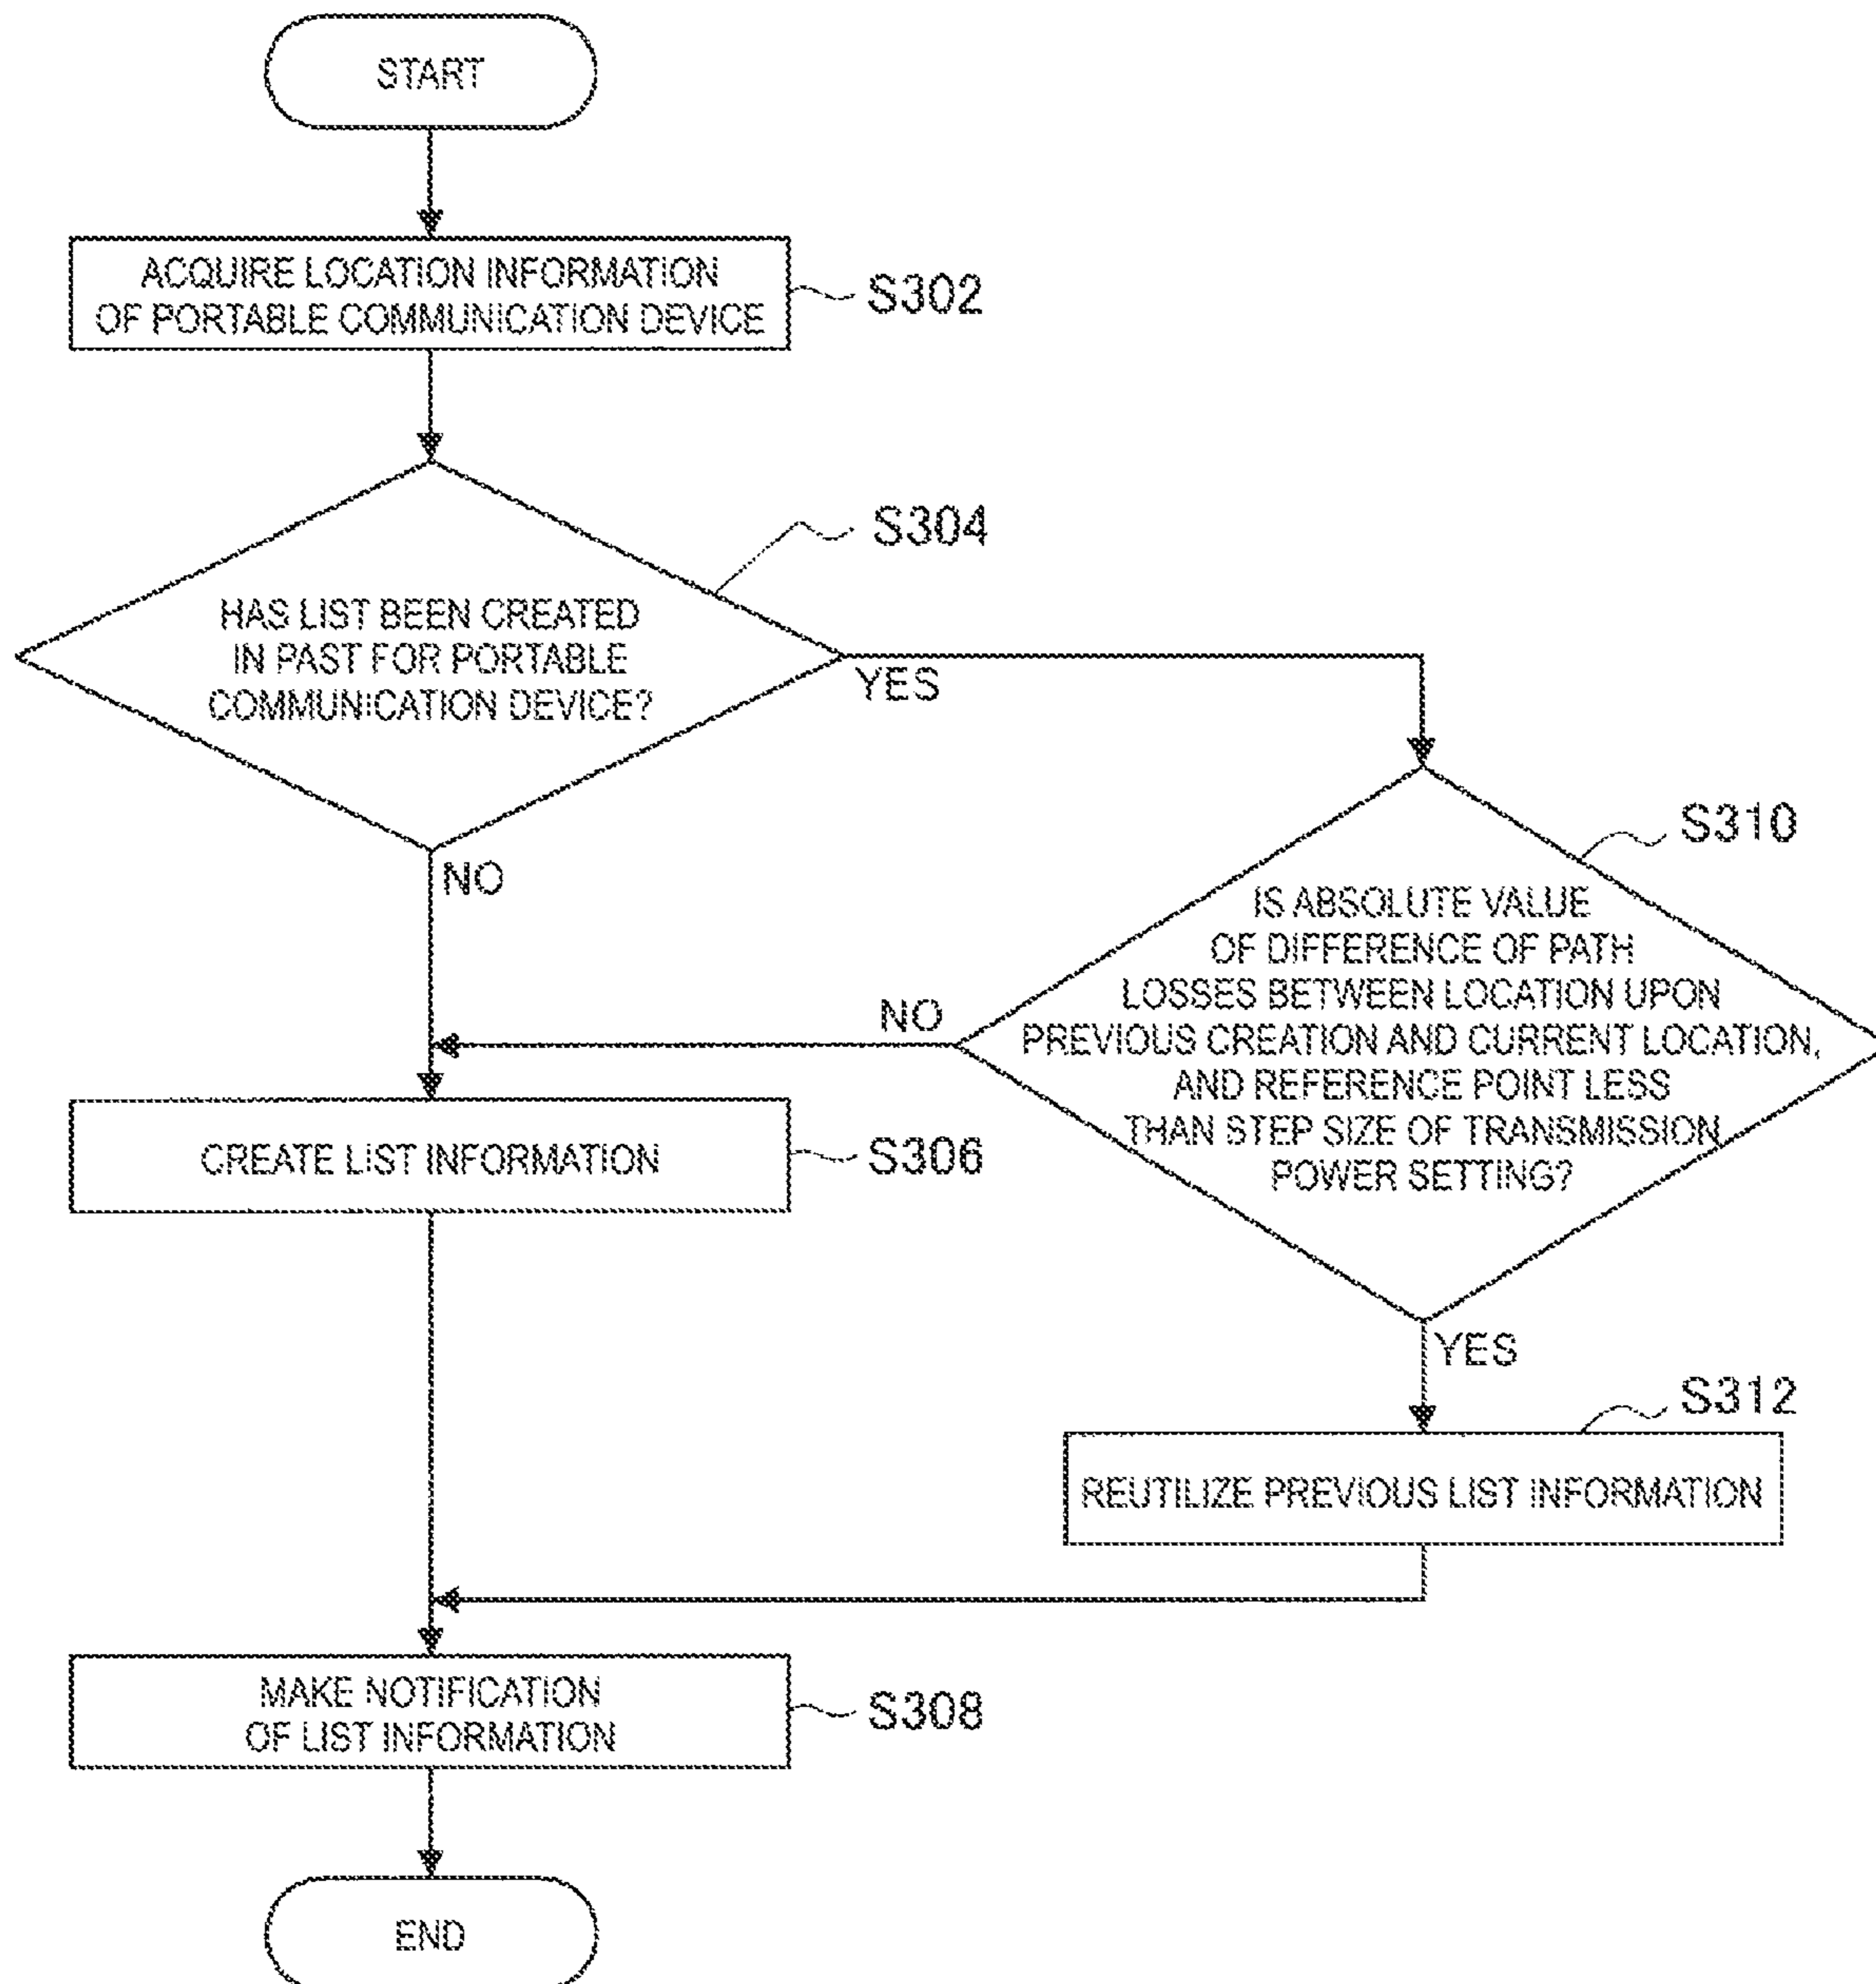 START
ACQUIRE LOCATION INFORMATION
OF PORTABLE COMMUNICATION DEVICE
S302
S304
HAS LIST BEEN CREATED
IN PAST FOR PORTABLE
COMMUNICATION DEVICE?
YES
NO
S310
IS ABSOLUTE VALUE
OF DIFFERENCE OF PATH
LOSSES BETWEEN LOCATION UPON
PREVIOUS CREATION AND CURRENT LOCATION,
AND REFERENCE POINT LESS
THAN STEP SIZE OF TRANSMISSION
POWER SETTING?
NO
YES
CREATE LIST INFORMATION
S306
S312
REUTILIZE PREVIOUS LIST INFORMATION
MAKE NOTIFICATION
OF LIST INFORMATION
S308
END